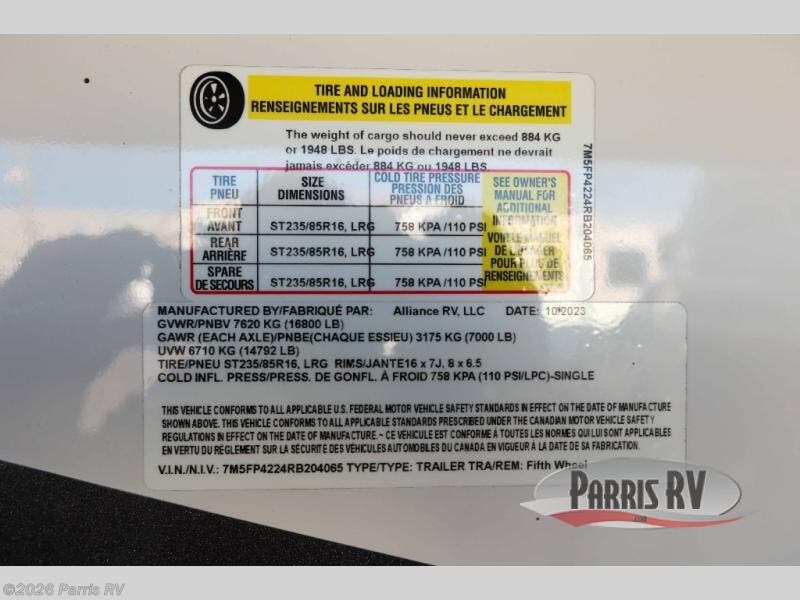 TIRE AND LOADING INFORMATION
RENSEIGNEMENTS SUR LES PNEUS ET LE CHARGEMENT
The weight of cargo should never exceed 884 KG
or 1948 LBS. Le poids de chargement ne devrait
jamais excéder 884 KG ou 1948 LBS
TIRE PNEU SIZE DIMENSIONS COLD TIRE PRESSURE PRESSION DES PNEUS A FROID SEE OWNER'S MANUAL FOR ADDITIONAL INFORMATION
FRONT AVANT ST235/85R16, LRG 758 KPA /110 PSI
REAR ARRIÈRE ST235/85R16, LRG 758 KPA /110 PSI
SPARE DE SECOURS ST235/85R16, LRG 758 KPA /110 PSI
VOIR LE MANUEL
POUR PLUS DE
RENSEIGNEMENTS
7M5FP4224RB204065
MANUFACTURED BY/FABRIQUÉ PAR: Alliance RV, LLC DATE: 10/2023
GVWR/PNBV 7620 KG (16800 LB)
GAWR (EACH AXLE)/PNBE(CHAQUE ESSIEU) 3175 KG (7000 LB)
UVW 6710 KG (14792 LB)
TIRE/PNEU ST235/85R16, LRG RIMS/JANTE16 x 7J, 8 x 6.5
COLD INFL. PRESS/PRESS. DE GONFL. À FROID 758 KPA (110 PSI/LPC)-SINGLE
THIS VEHICLE CONFORMS TO ALL APPLICABLE U.S. FEDERAL MOTOR VEHICLE SAFETY STANDARDS IN EFFECT ON THE DATE OF MANUFACTURE
SHOWN ABOVE. THIS VEHICLE CONFORMS TO ALL APPLICABLE STANDARDS PRESCRIBED UNDER THE CANADIAN MOTOR VEHICLE SAFETY
REGULATIONS IN EFFECT ON THE DATE OF MANUFACTURE. ~ CE VÉHICULE EST CONFORME À TOUTES LES NORMES QUI LUI SONT APPLICABLES
EN VERTU DU RÈGLEMENT SUR LA SÉCURITÉ DES VÉHICULES AUTOMOBILES DU CANADA EN VIGUEUR À LA DATE DE SA FABRICATION.
V.I.N./N.I.V.: 7M5FP4224RB204065 TYPE/TYPE: TRAILER TRA/REM: Fifth Wheel
PARRIS RV
©2026 Parris RV